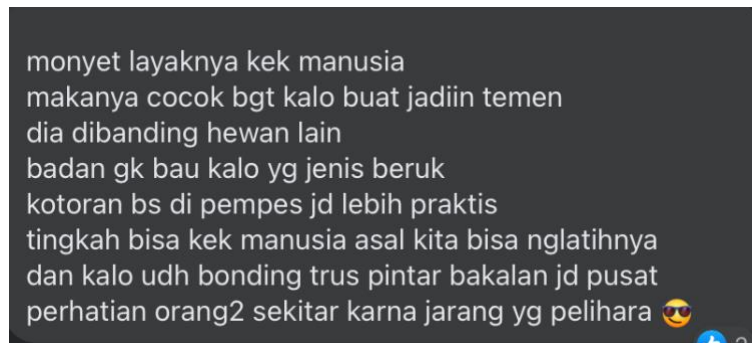 monyet layaknya kek manusia
makanya cocok bgt kalo buat jadiin temen
dia dibanding hewan lain
badan gk bau kalo yg jenis beruk
kotoran bs di pempes jd lebih praktis
tingkah bisa kek manusia asal kita bisa nglatihnya
dan kalo udh bonding trus pintar bakalan jd pusat
perhatian orang2 sekitar karna jarang yg pelihara 😎